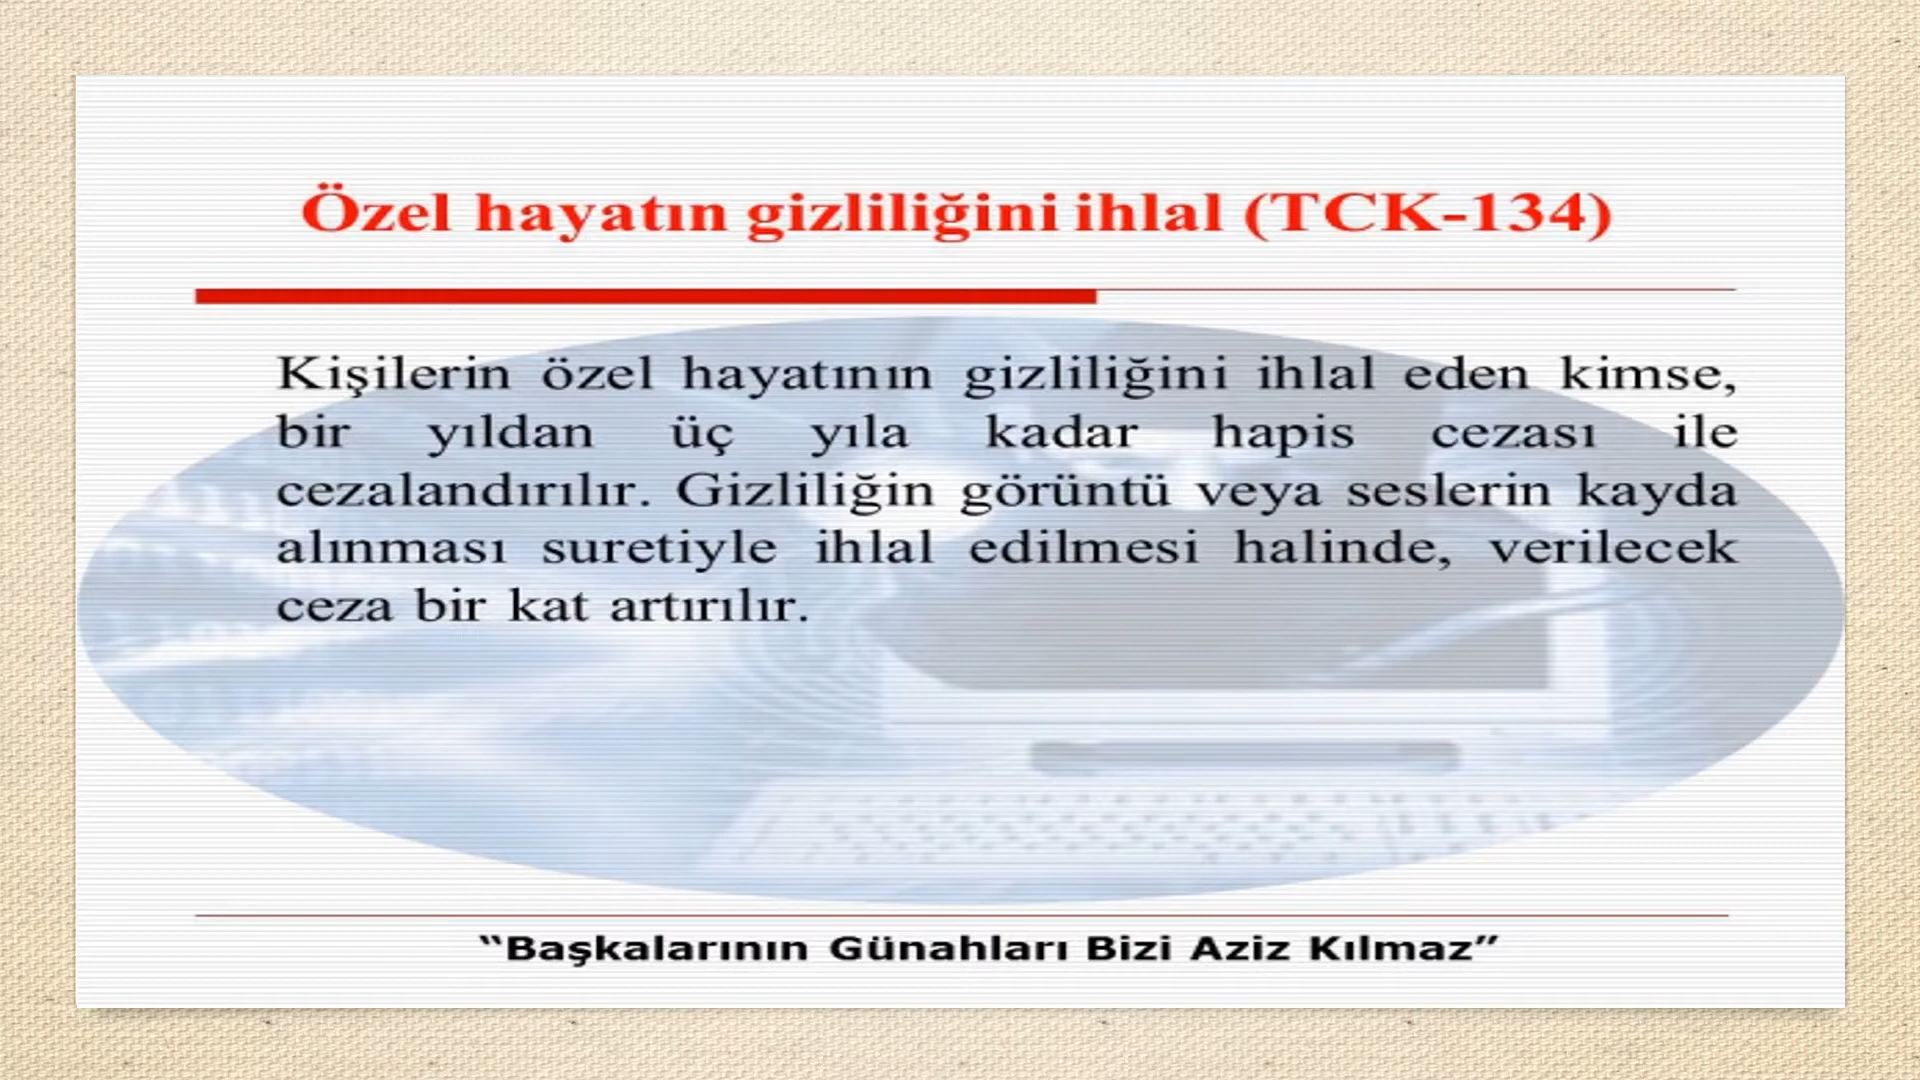 Özel hayatın gizliliğini ihlal (TCK-134)
Kişilerin özel hayatının gizliliğini ihlal eden kimse,
bir yıldan üç yıla kadar hapis cezası ile
cezalandırılır. Gizliliğin görüntü veya seslerin kayda
alınması suretiyle ihlal edilmesi halinde, verilecek
ceza bir kat artırılır.
“Başkalarının Günahları Bizi Aziz Kılmaz”